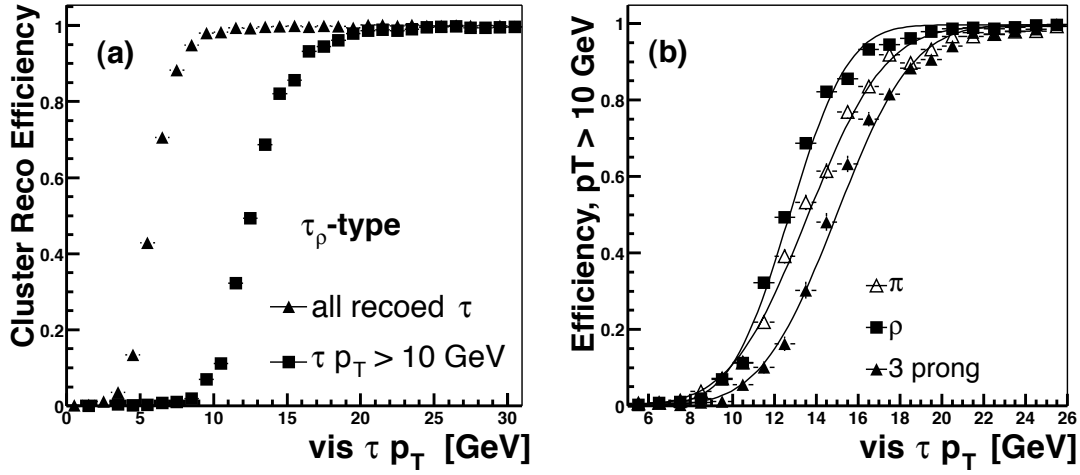 Cluster Reco Efficiency
1
0.8
0.6
0.4
0.2
0
(a)
τρ-type
all recoed τ
τ pT > 10 GeV
0 5 10 15 20 25 30
vis τ pT [GeV]
Efficiency, pT > 10 GeV
1
0.8
0.6
0.4
0.2
0
(b)
π
ρ
3 prong
6 8 10 12 14 16 18 20 22 24 26
vis τ pT [GeV]